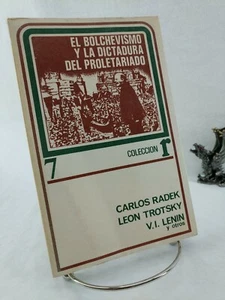 EL BOLCHEVISMO
Y LA DICTADURA
DEL PROLETARIADO
7
COLECCION r
CARLOS RADEK
LEON TROTSKY
V.I. LENIN
y otros